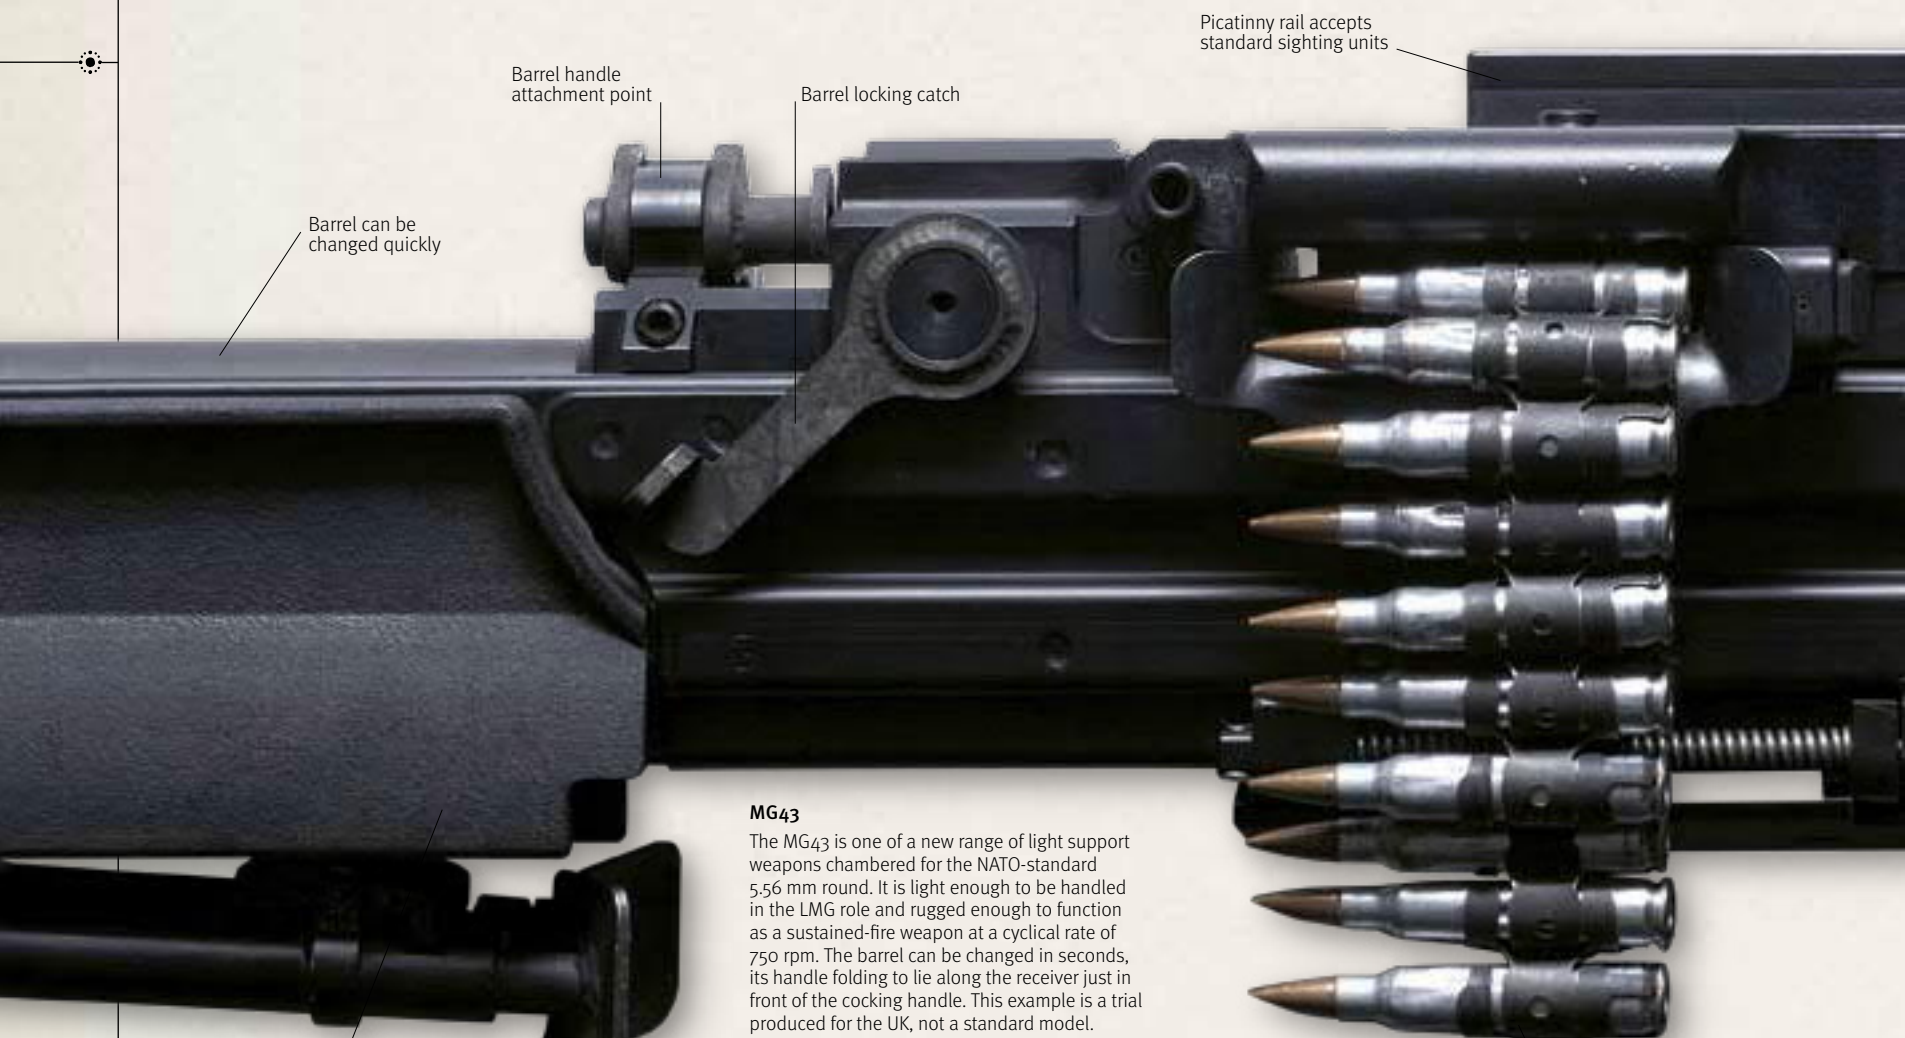 Picatinny rail accepts
standard sighting units
Barrel handle
attachment point
Barrel locking catch
Barrel can be
changed quickly
MG43
The MG43 is one of a new range of light support
weapons chambered for the NATO-standard
5.56 mm round. It is light enough to be handled
in the LMG role and rugged enough to function
as a sustained-fire weapon at a cyclical rate of
750 rpm. The barrel can be changed in seconds,
its handle folding to lie along the receiver just in
front of the cocking handle. This example is a trial
produced for the UK, not a standard model.